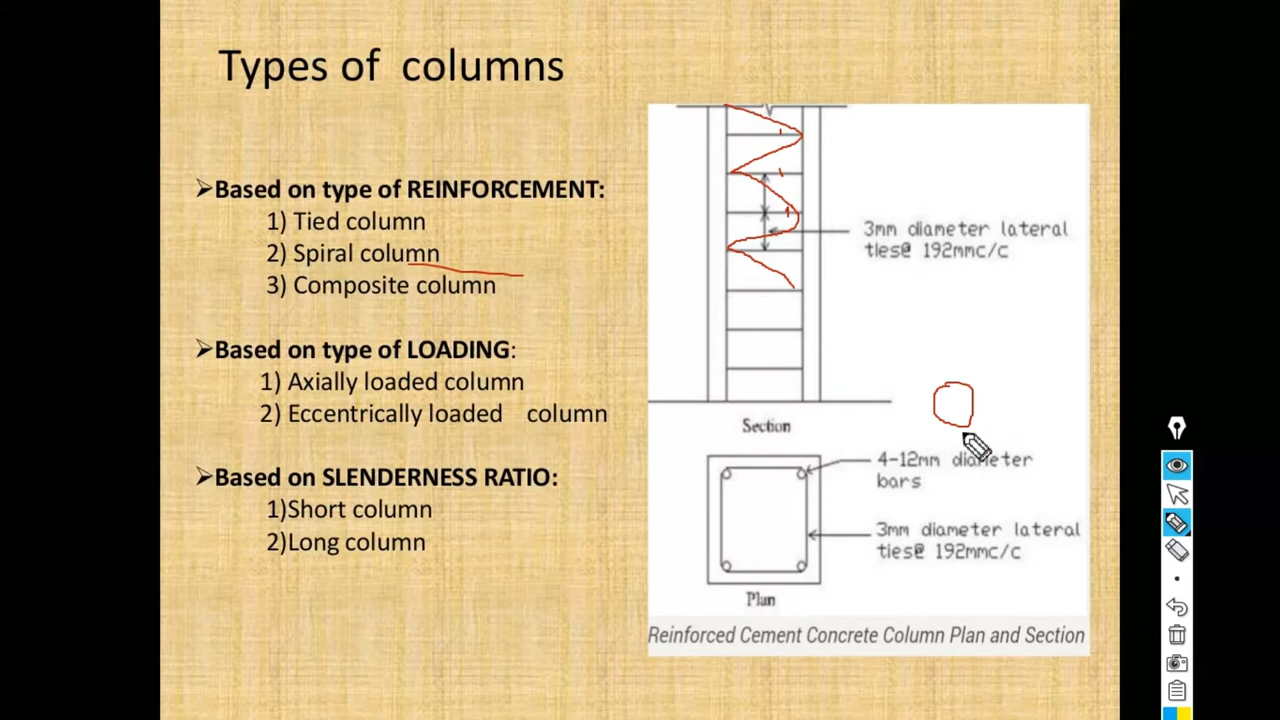 Types of columns
➢Based on type of REINFORCEMENT:
1) Tied column
2) Spiral column
3) Composite column
➢Based on type of LOADING:
1) Axially loaded column
2) Eccentrically loaded column
➢Based on SLENDERNESS RATIO:
1)Short column
2)Long column
3mm diameter lateral
ties@ 192mmc/c
Section
4-12mm diameter
bars
3mm diameter lateral
ties@ 192mmc/c
Plan
Reinforced Cement Concrete Column Plan and Section